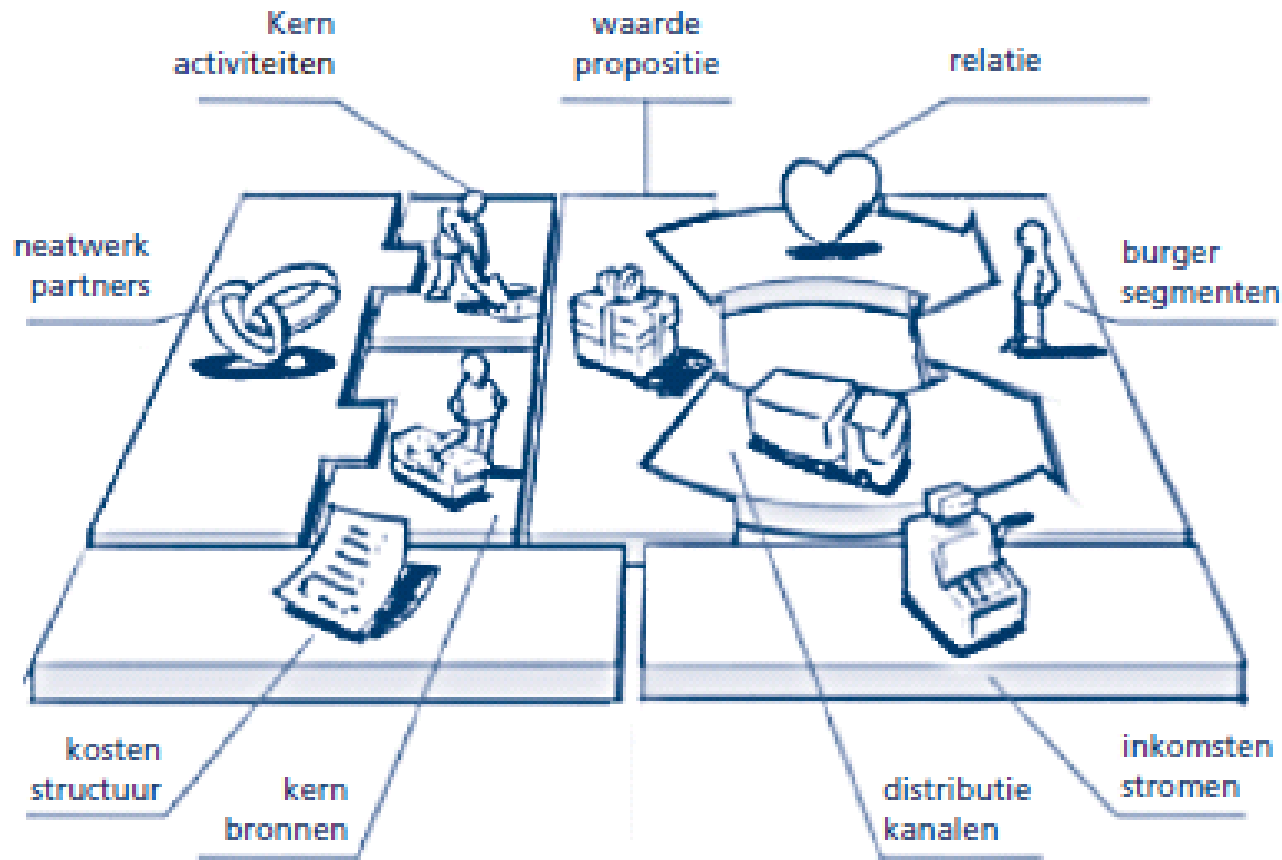 Kern
activiteiten
waarde
propositie
relatie
neatwerk
partners
burger
segmenten
kosten
structuur
kern
bronnen
distributie
kanalen
inkomsten
stromen